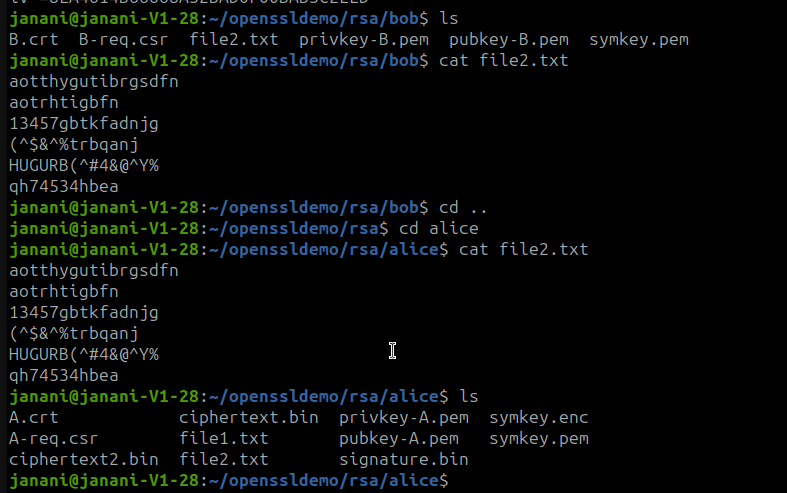 janani@janani-V1-28:~/openssldemo/rsa/bob$ ls
B.crt  B-req.csr  file2.txt  privkey-B.pem  pubkey-B.pem  symkey.pem
janani@janani-V1-28:~/openssldemo/rsa/bob$ cat file2.txt
aotthygutibrgsdfn
aotrhtigbfn
13457gbtkfadnjg
(^$&^%trbqanj
HUGURB(^#4&@^Y%
qh74534hbea
janani@janani-V1-28:~/openssldemo/rsa/bob$ cd ..
janani@janani-V1-28:~/openssldemo/rsa$ cd alice
janani@janani-V1-28:~/openssldemo/rsa/alice$ cat file2.txt
aotthygutibrgsdfn
aotrhtigbfn
13457gbtkfadnjg
(^$&^%trbqanj
HUGURB(^#4&@^Y%
qh74534hbea
janani@janani-V1-28:~/openssldemo/rsa/alice$ ls
A.crt            ciphertext.bin  privkey-A.pem  symkey.enc
A-req.csr        file1.txt       pubkey-A.pem   symkey.pem
ciphertext2.bin  file2.txt       signature.bin
janani@janani-V1-28:~/openssldemo/rsa/alice$